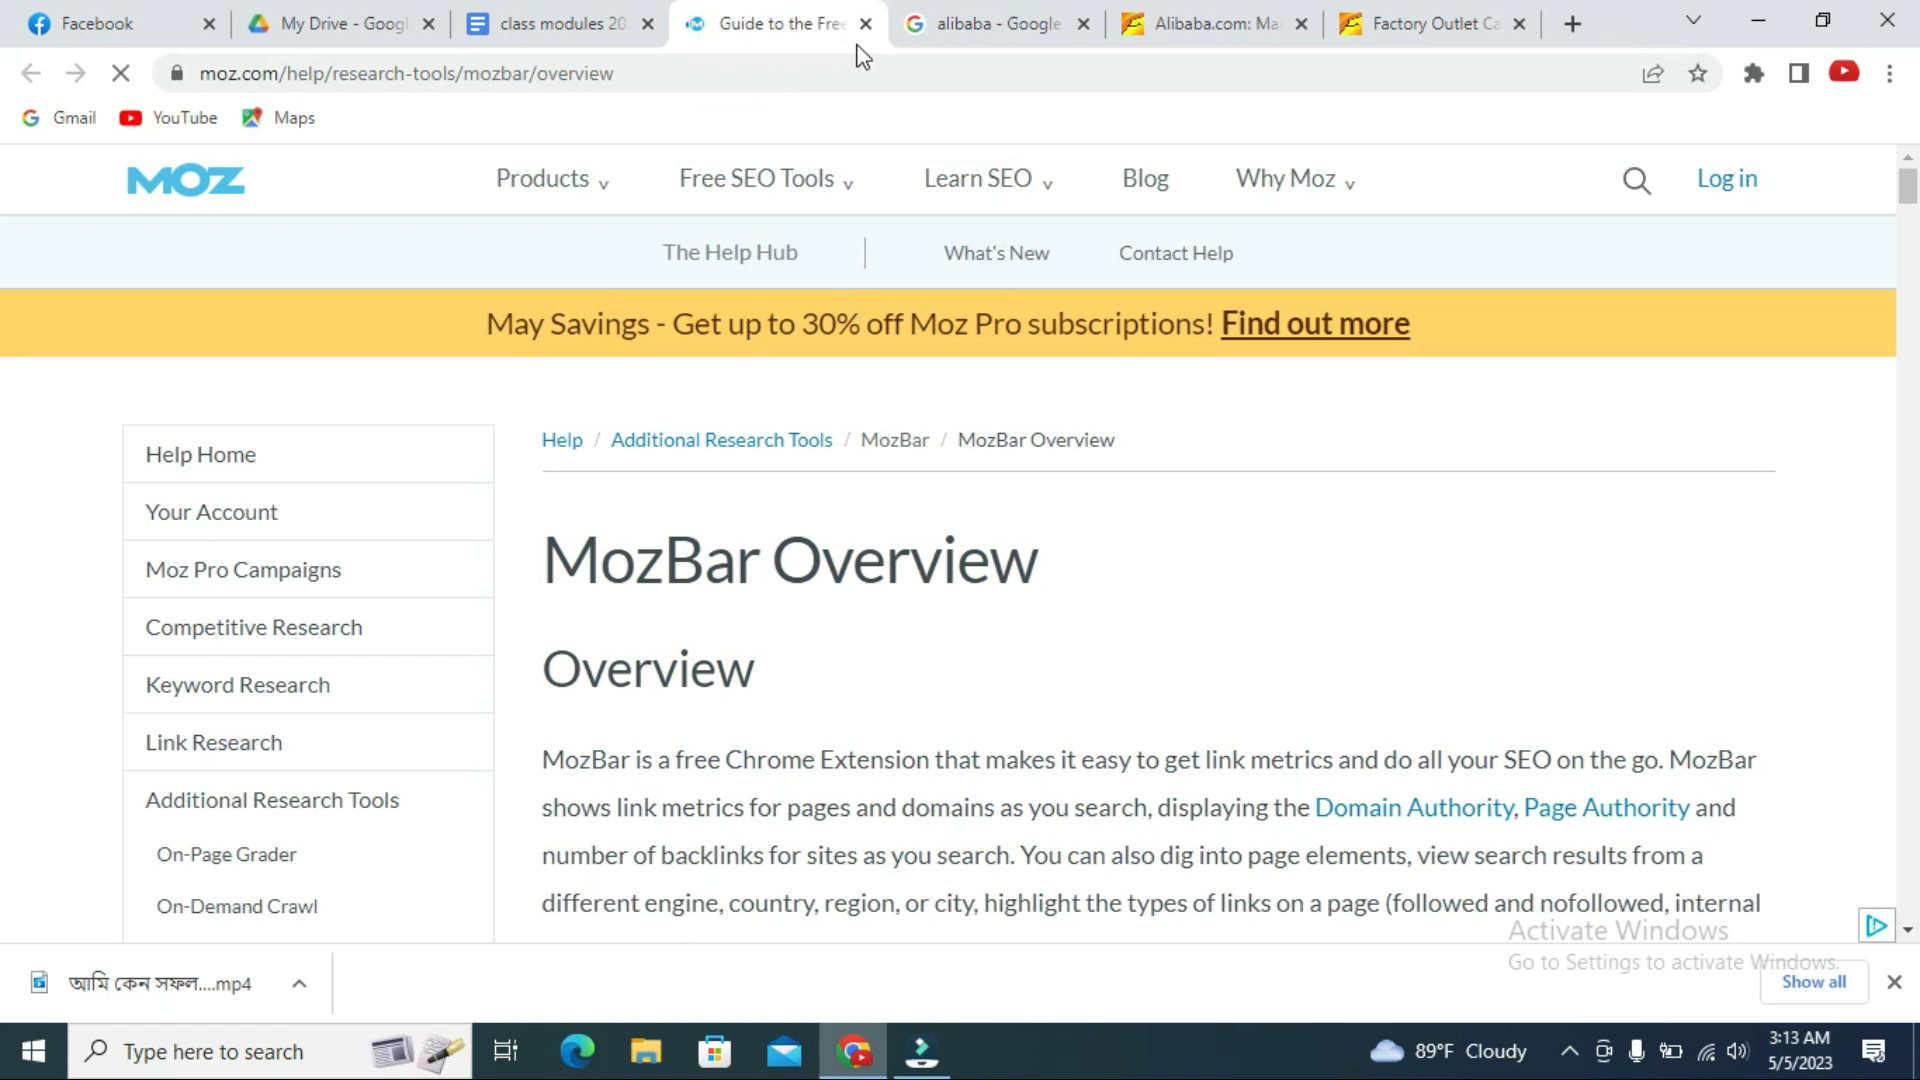 Facebook
My Drive - Googl
class modules 20
Guide to the Free
alibaba - Google
Alibaba.com: Ma
Factory Outlet Ca
moz.com/help/research-tools/mozbar/overview
Gmail
YouTube
Maps
MOZ
Products
Free SEO Tools
Learn SEO
Blog
Why Moz
Log in
The Help Hub
What's New
Contact Help
May Savings - Get up to 30% off Moz Pro subscriptions! Find out more
Help Home
Your Account
Moz Pro Campaigns
Competitive Research
Keyword Research
Link Research
Additional Research Tools
On-Page Grader
On-Demand Crawl
Help / Additional Research Tools / MozBar / MozBar Overview
MozBar Overview
Overview
MozBar is a free Chrome Extension that makes it easy to get link metrics and do all your SEO on the go. MozBar
shows link metrics for pages and domains as you search, displaying the Domain Authority, Page Authority and
number of backlinks for sites as you search. You can also dig into page elements, view search results from a
different engine, country, region, or city, highlight the types of links on a page (followed and nofollowed, internal
Activate Windows
Go to Settings to activate Windows.
আমি কেন সফল....mp4
Show all
Type here to search
89°F Cloudy
3:13 AM
5/5/2023